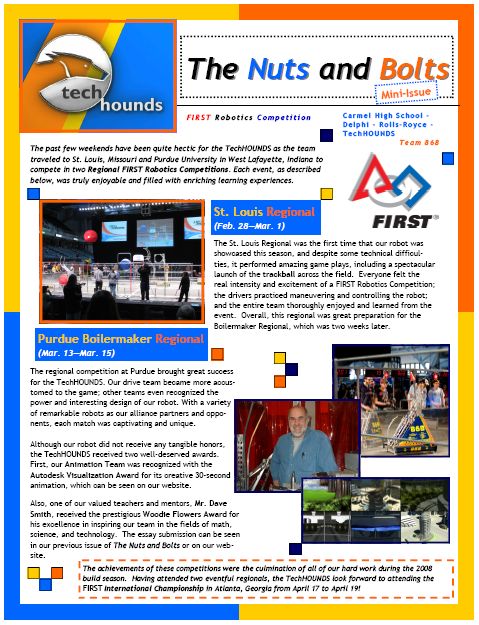 tech
hounds
The Nuts and Bolts
Mini-Issue
FIRST Robotics Competition
Carmel High School -
Delphi - Rolls-Royce -
TechHOUNDS
Team 868
The past few weekends have been quite hectic for the TechHOUNDS as the team
traveled to St. Louis, Missouri and Purdue University in West Lafayette, Indiana to
compete in two Regional FIRST Robotics Competitions. Each event, as described
below, was truly enjoyable and filled with enriching learning experiences.
FIRST®
St. Louis Regional
(Feb. 28—Mar. 1)
The St. Louis Regional was the first time that our robot was
showcased this season, and despite some technical difficul-
ties, it performed amazing game plays, including a spectacular
launch of the trackball across the field. Everyone felt the
real intensity and excitement of a FIRST Robotics Competition;
the drivers practiced maneuvering and controlling the robot;
and the entire team thoroughly enjoyed and learned from the
event. Overall, this regional was great preparation for the
Boilermaker Regional, which was two weeks later.
Purdue Boilermaker Regional
(Mar. 13—Mar. 15)
The regional competition at Purdue brought great success
for the TechHOUNDS. Our drive team became more accus-
tomed to the game; other teams even recognized the
power and interesting design of our robot. With a variety
of remarkable robots as our alliance partners and oppo-
nents, each match was captivating and unique.
Although our robot did not receive any tangible honors,
the TechHOUNDS received two well-deserved awards.
First, our Animation Team was recognized with the
Autodesk Visualization Award for its creative 30-second
animation, which can be seen on our website.
Also, one of our valued teachers and mentors, Mr. Dave
Smith, received the prestigious Woodie Flowers Award for
his excellence in inspiring our team in the fields of math,
science, and technology. The essay submission can be seen
in our previous issue of The Nuts and Bolts or on our web-
site.
868
The achievements of these competitions were the culmination of all of our hard work during the 2008
build season. Having attended two eventful regionals, the TechHOUNDS look forward to attending the
FIRST International Championship in Atlanta, Georgia from April 17 to April 19!